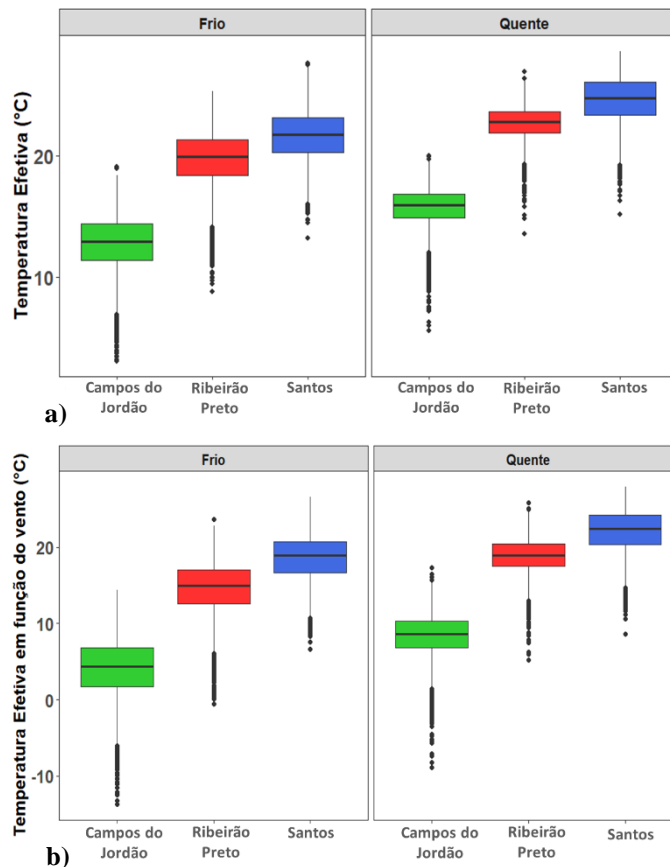 Frio
Quente
Temperatura Efetiva (°C)
20
10
Campos do
Jordão
Ribeirão
Preto
Santos
Campos do
Jordão
Ribeirão
Preto
Santos
a)
Frio
Quente
Temperatura Efetiva em função do vento (°C)
20
10
0
-10
Campos do
Jordão
Ribeirão
Preto
Santos
Campos do
Jordão
Ribeirão
Preto
Santos
b)